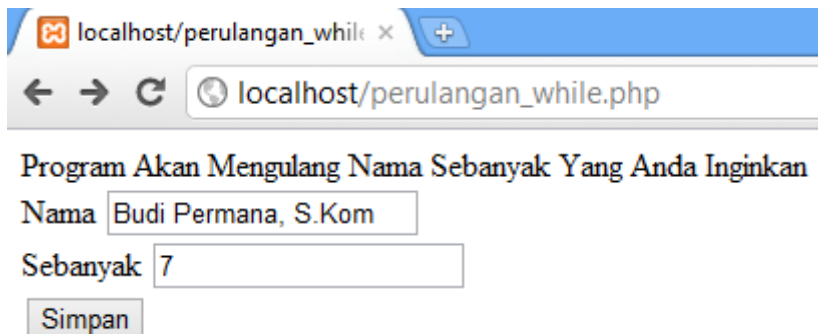 localhost/perulangan_while
localhost/perulangan_while.php
Program Akan Mengulang Nama Sebanyak Yang Anda Inginkan
Nama Budi Permana, S.Kom
Sebanyak 7
Simpan